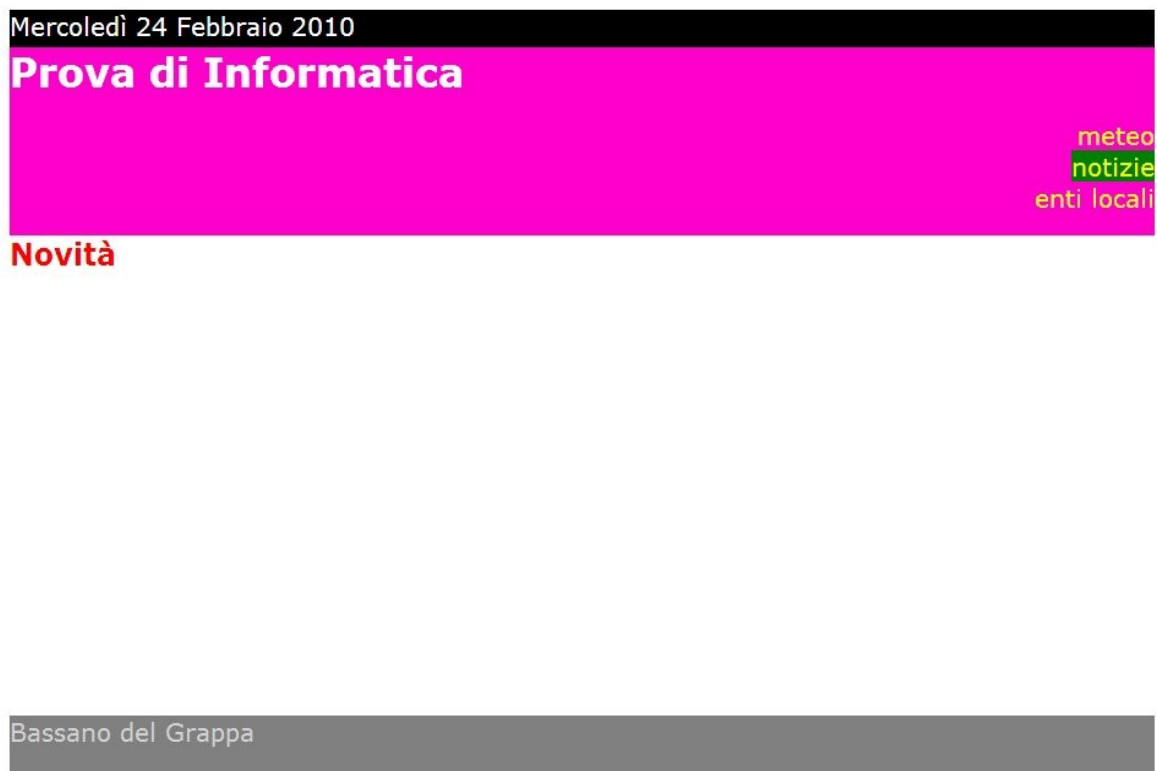 Mercoledì 24 Febbraio 2010
Prova di Informatica
meteo
notizie
enti locali
Novità
Bassano del Grappa